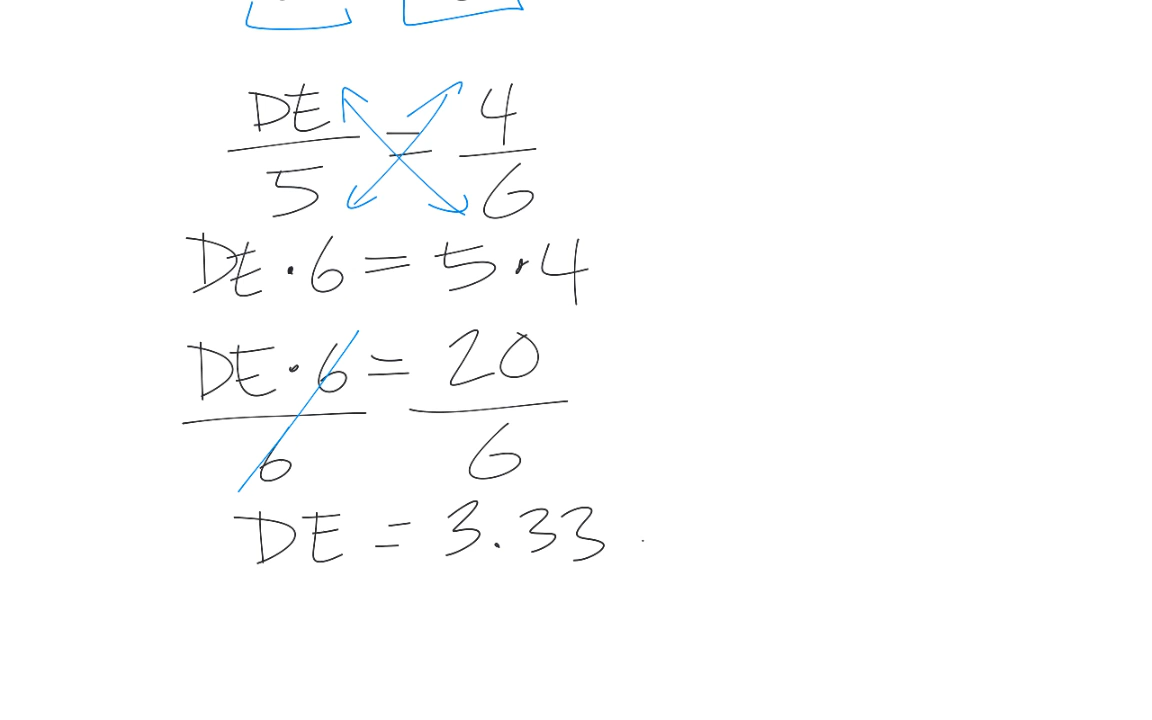 DE/5 = 4/6
DE · 6 = 5 · 4
DE · 6/6 = 20/6
DE = 3.33